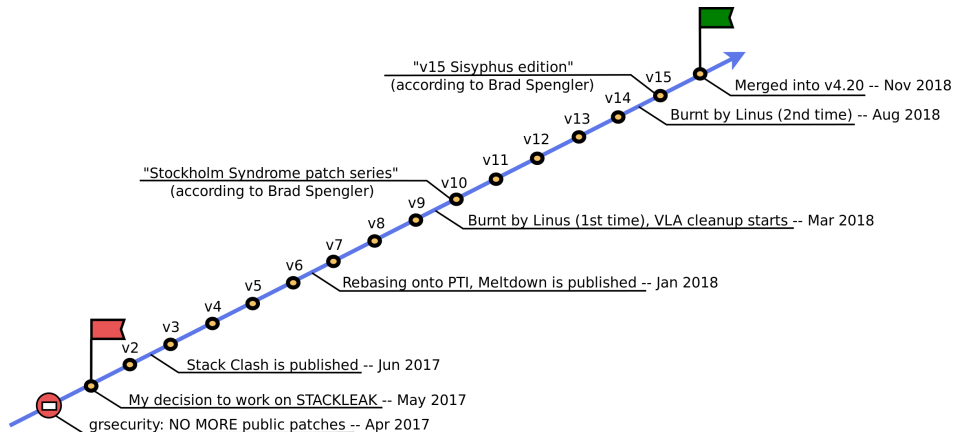 "v15 Sisyphus edition"
(according to Brad Spengler)
v15
Merged into v4.20 -- Nov 2018
v14
Burnt by Linus (2nd time) -- Aug 2018
v13
v12
v11
"Stockholm Syndrome patch series"
(according to Brad Spengler)
v10
v9
Burnt by Linus (1st time), VLA cleanup starts -- Mar 2018
v8
v7
v6
Rebasing onto PTI, Meltdown is published -- Jan 2018
v5
v4
v3
v2
Stack Clash is published -- Jun 2017
My decision to work on STACKLEAK -- May 2017
grsecurity: NO MORE public patches -- Apr 2017